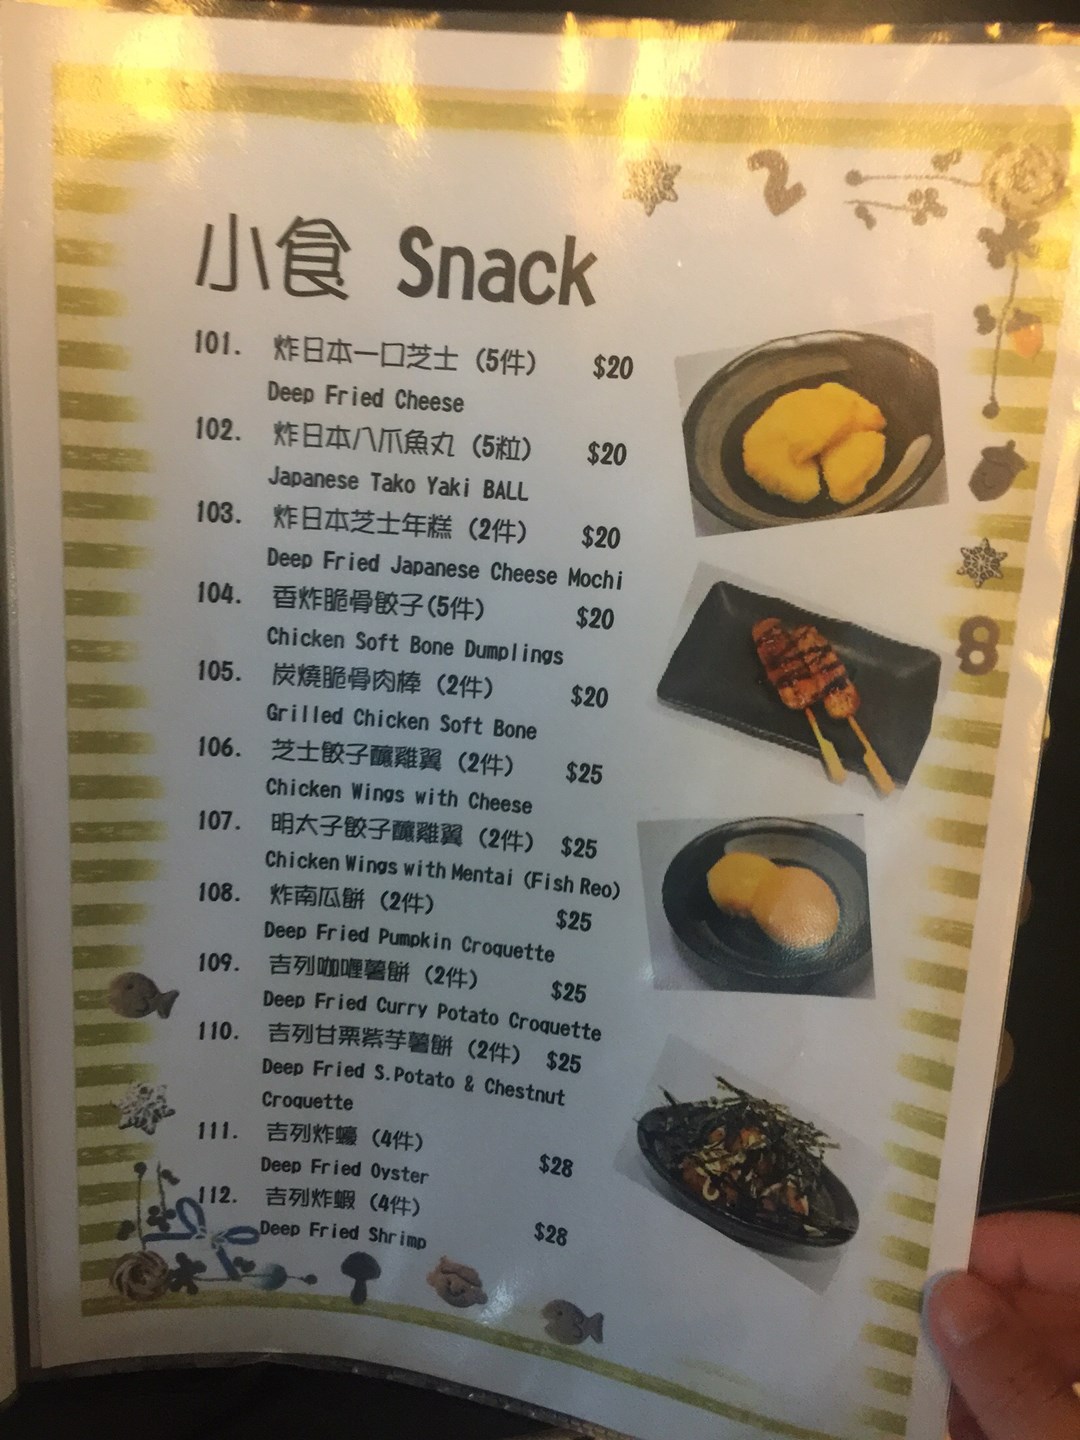 2
小食 Snack
101. 炸日本一口芝士 (5件) $20
Deep Fried Cheese
102. 炸日本八爪魚丸 (5粒) $20
Japanese Tako Yaki BALL
103. 炸日本芝士年糕 (2件) $20
Deep Fried Japanese Cheese Mochi
104. 香炸脆骨餃子(5件) $20
Chicken Soft Bone Dumplings
105. 炭燒脆骨肉棒 (2件) $20
Grilled Chicken Soft Bone
8
106. 芝士餃子釀雞翼 (2件) $25
Chicken Wings with Cheese
107. 明太子餃子釀雞翼 (2件) $25
Chicken Wings with Mentai (Fish Reo)
108. 炸南瓜餅 (2件) $25
Deep Fried Pumpkin Croquette
109. 吉列咖喱薯餅 (2件) $25
Deep Fried Curry Potato Croquette
110. 吉列甘栗紫芋薯餅 (2件) $25
Deep Fried S.Potato & Chestnut
Croquette
111. 吉列炸蠔 (4件) $28
Deep Fried Oyster
112. 吉列炸蝦 (4件) $28
Deep Fried Shrimp